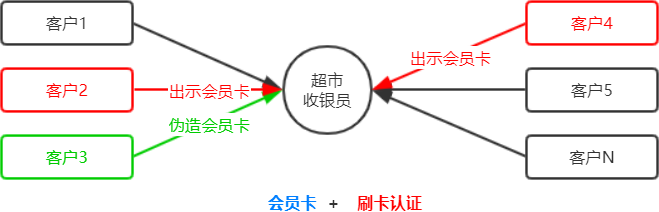 客户1
客户2
客户3
出示会员卡
伪造会员卡
超市
收银员
出示会员卡
客户4
客户5
客户N
会员卡 + 刷卡认证